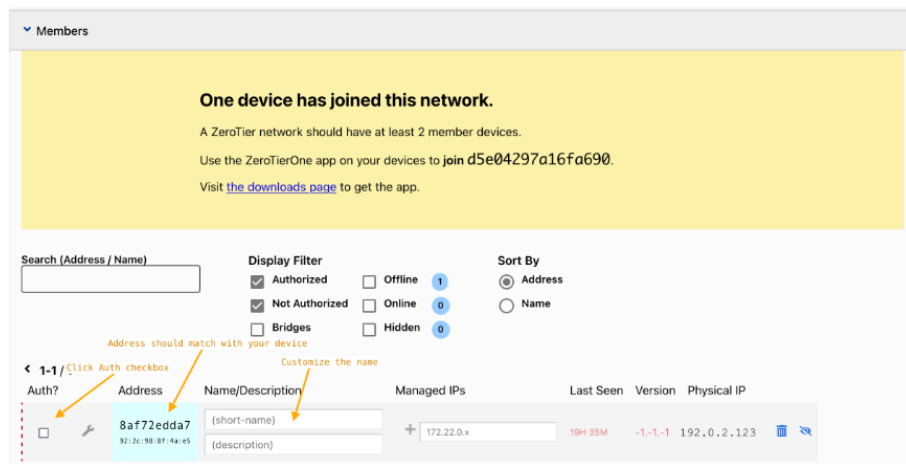 Members
One device has joined this network.
A ZeroTier network should have at least 2 member devices.
Use the ZeroTierOne app on your devices to join d5e04297a16fa690.
Visit the downloads page to get the app.
Search (Address / Name)
Display Filter
Sort By
Authorized
Offline
1
Address
Not Authorized
Online
0
Name
Bridges
Hidden
0
Address should match with your device
Customize the name
1-1 /
Click Auth checkbox
Auth?
Address
Name/Description
Managed IPs
Last Seen
Version
Physical IP
8af72edda7
92:2c:98:8f:4a:e5
(short-name)
(description)
172.22.0.x
19H 35M
-1.-1.-1
192.0.2.123